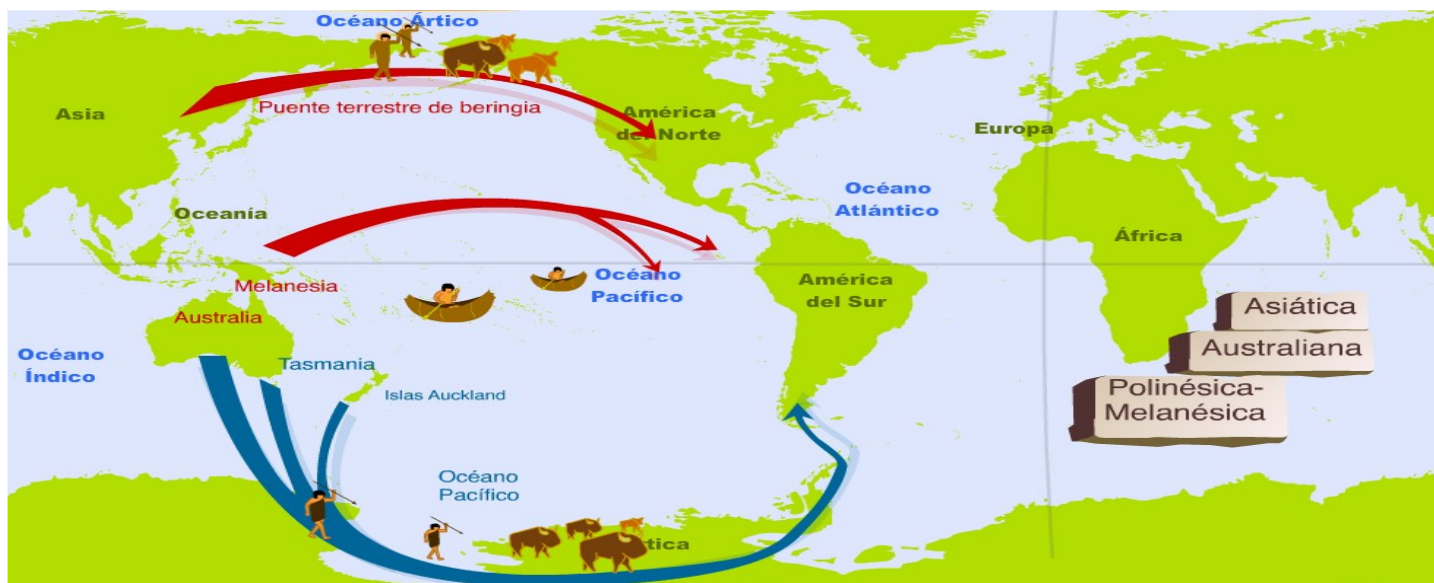 Océano Ártico
Asia
Puente terrestre de beringia
América
del Norte
Europa
Océano
Atlántico
Oceanía
África
Melanesia
Océano
Pacífico
América
del Sur
Australia
Asiática
Océano
Índico
Tasmania
Australiana
Islas Auckland
Polinésica-
Melanésica
Océano
Pacífico